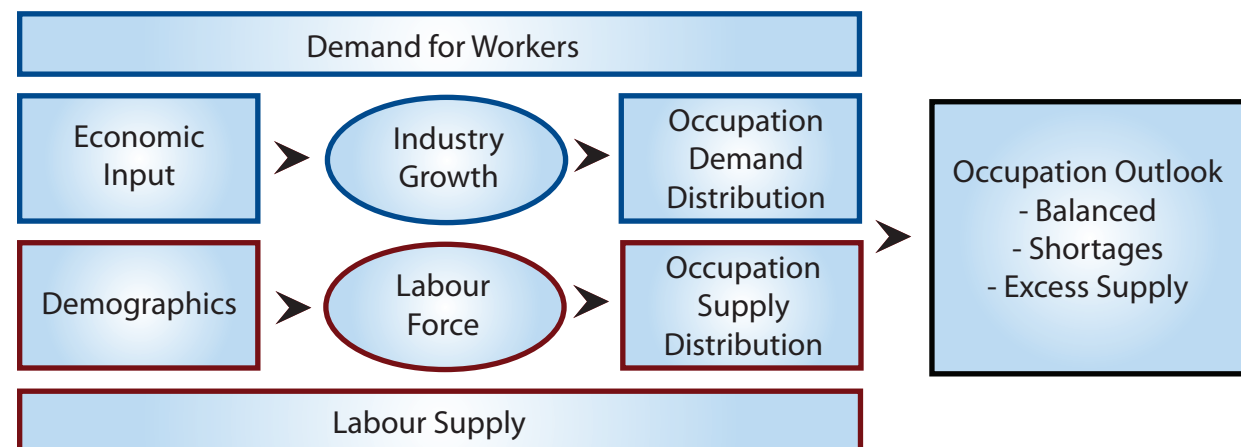 Demand for Workers
Economic
Input
Industry
Growth
Occupation
Demand
Distribution
Demographics
Labour
Force
Occupation
Supply
Distribution
Labour Supply
Occupation Outlook
- Balanced
- Shortages
- Excess Supply